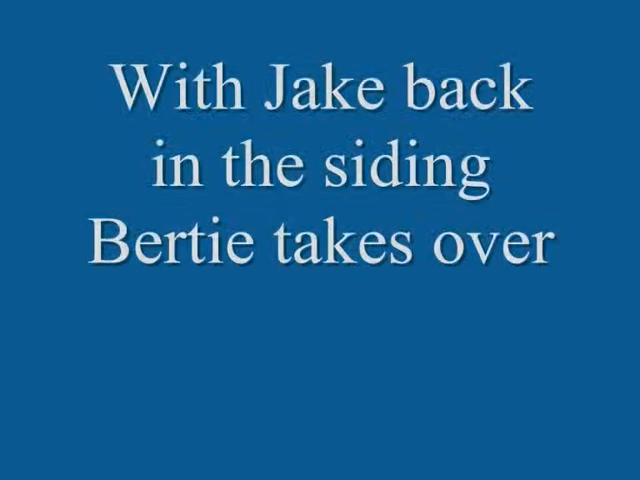 With Jake back
in the siding
Bertie takes over